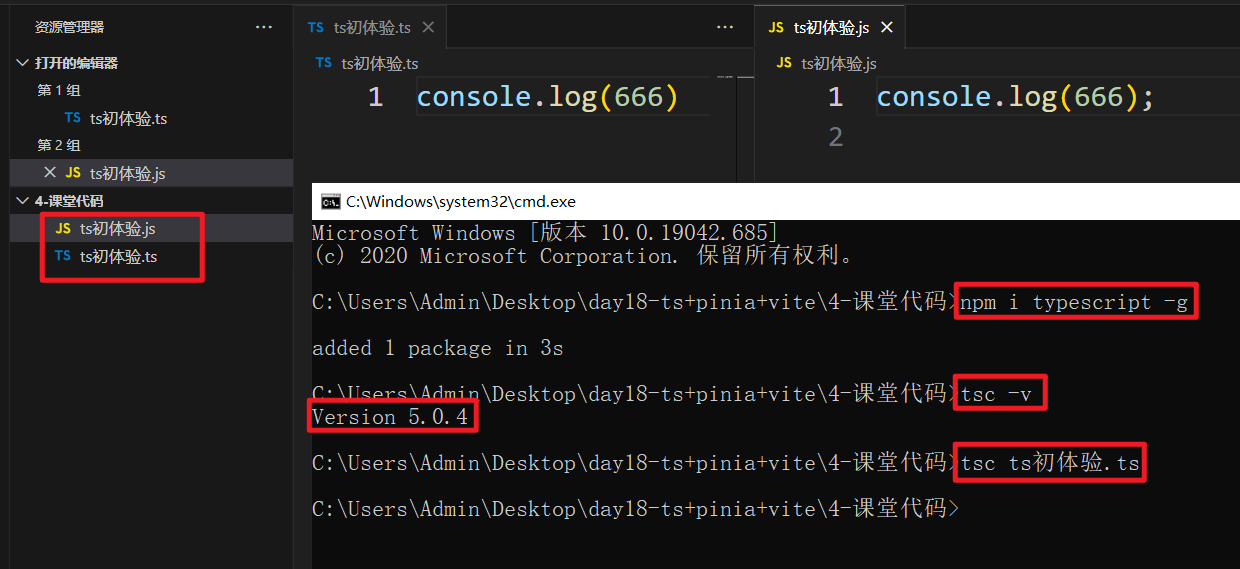 资源管理器 ···
打开的编辑器
第 1 组
TS ts初体验.ts
第 2 组
JS ts初体验.js
4-课堂代码
JS ts初体验.js
TS ts初体验.ts
TS ts初体验.ts ···
TS ts初体验.ts
1 console.log(666)
JS ts初体验.js
JS ts初体验.js
1 console.log(666);
2
C:\Windows\system32\cmd.exe
Microsoft Windows [版本 10.0.19042.685]
(c) 2020 Microsoft Corporation. 保留所有权利。
C:\Users\Admin\Desktop\day18-ts+pinia+vite\4-课堂代码>npm i typescript -g
added 1 package in 3s
C:\Users\Admin\Desktop\day18-ts+pinia+vite\4-课堂代码>tsc -v
Version 5.0.4
C:\Users\Admin\Desktop\day18-ts+pinia+vite\4-课堂代码>tsc ts初体验.ts
C:\Users\Admin\Desktop\day18-ts+pinia+vite\4-课堂代码>